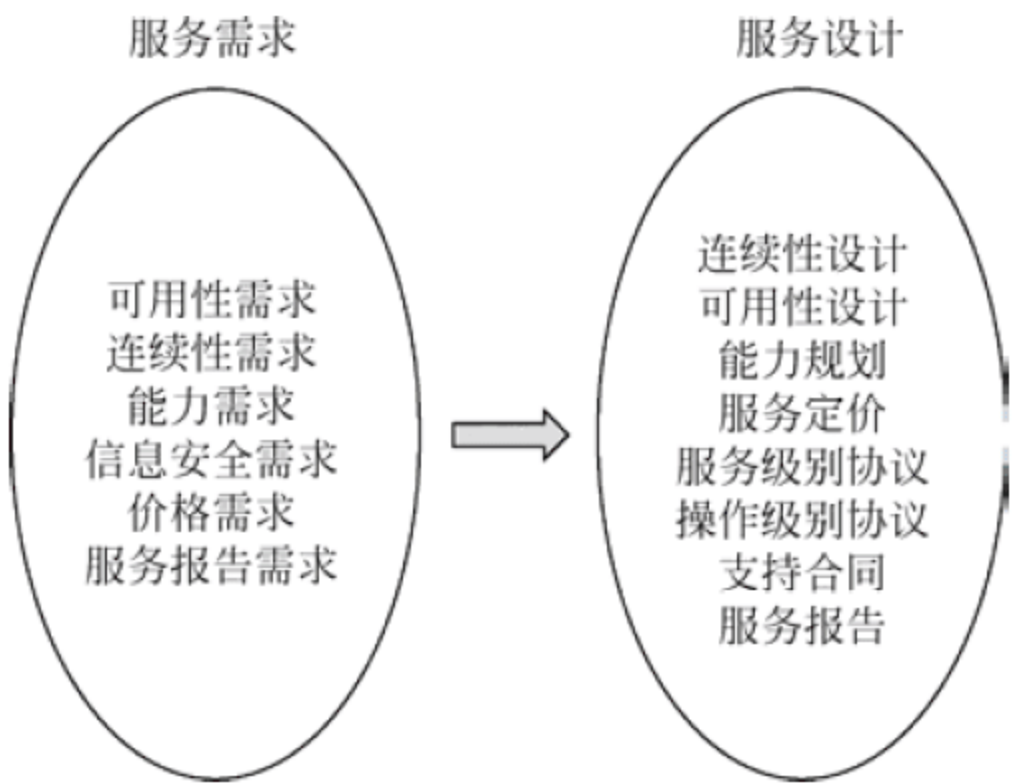 服务需求
可用性需求
连续性需求
能力需求
信息安全需求
价格需求
服务报告需求
服务设计
连续性设计
可用性设计
能力规划
服务定价
服务级别协议
操作级别协议
支持合同
服务报告